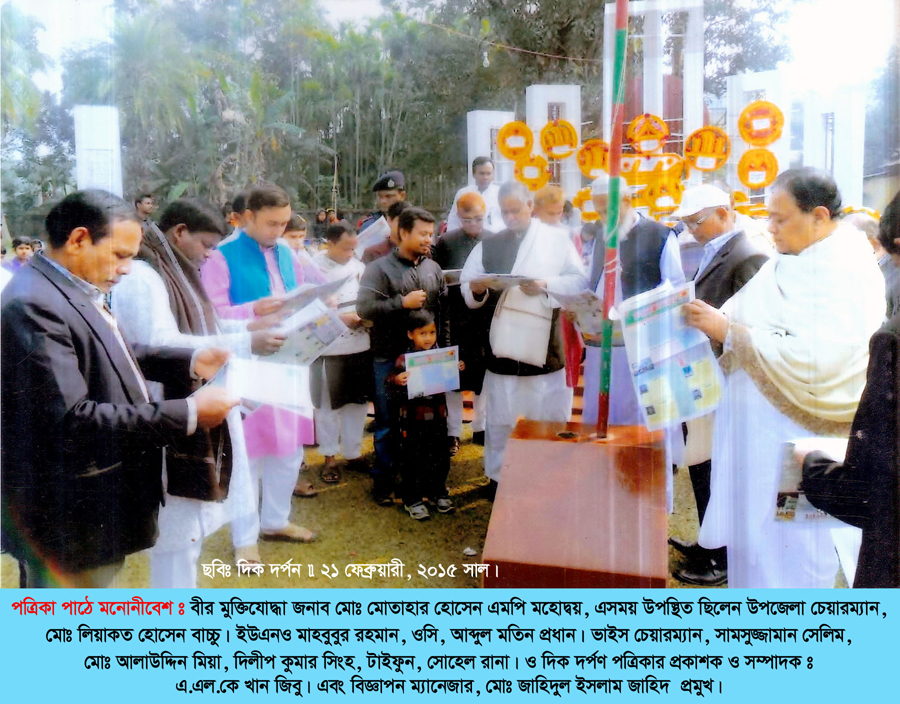 ছবিঃ দিক দর্পন ॥ ২১ ফেব্রুয়ারী, ২০১৫ সাল।
পত্রিকা পাঠে মনোনীবেশ ঃ বীর মুক্তিযোদ্ধা জনাব মোঃ মোতাহার হোসেন এমপি মহোদ্বয়, এসময় উপস্থিত ছিলেন উপজেলা চেয়ারম্যান,
মোঃ লিয়াকত হোসেন বাচ্চু। ইউএনও মাহবুবুর রহমান, ওসি, আব্দুল মতিন প্রধান। ভাইস চেয়ারম্যান, সামসুজ্জামান সেলিম,
মোঃ আলাউদ্দিন মিয়া, দিলীপ কুমার সিংহ, টাইফুন, সোহেল রানা। ও দিক দর্পণ পত্রিকার প্রকাশক ও সম্পাদক ঃ
এ.এল.কে খান জিবু। এবং বিজ্ঞাপন ম্যানেজার, মোঃ জাহিদুল ইসলাম জাহিদ প্রমুখ।